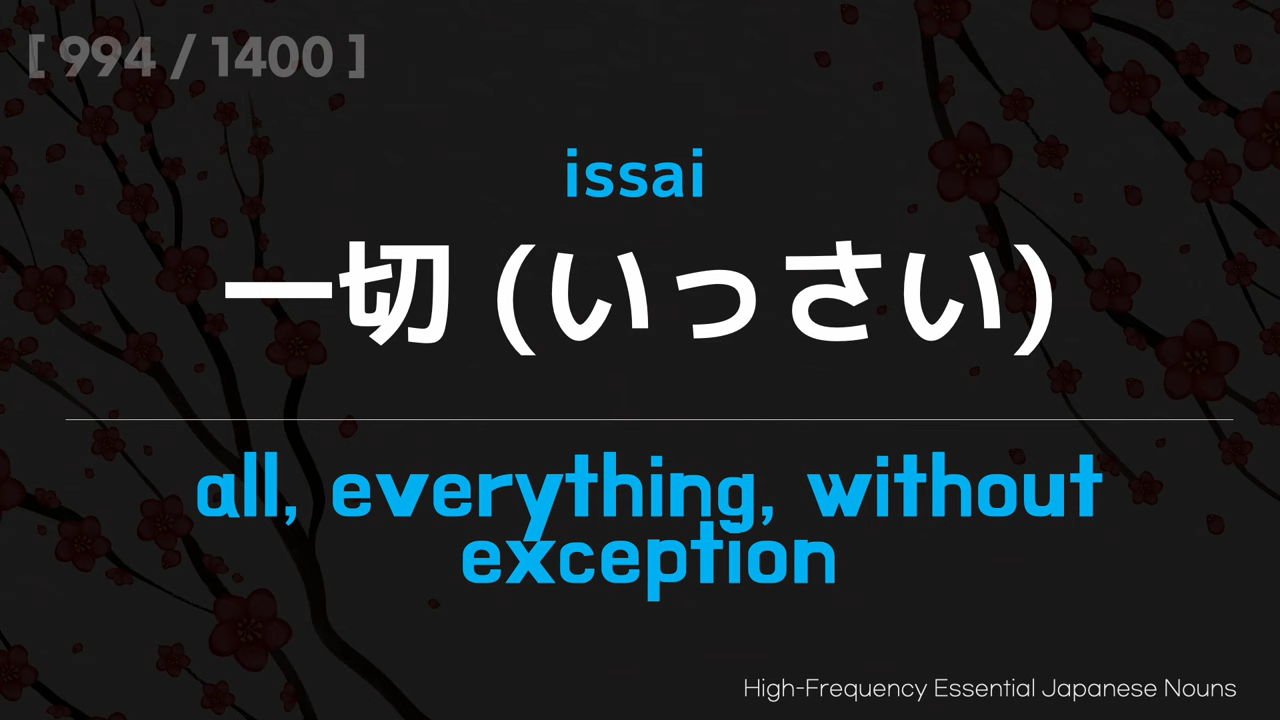 [ 994 / 1400 ]
issai
一切 (いっさい)
all, everything, without
exception
High-Frequency Essential Japanese Nouns